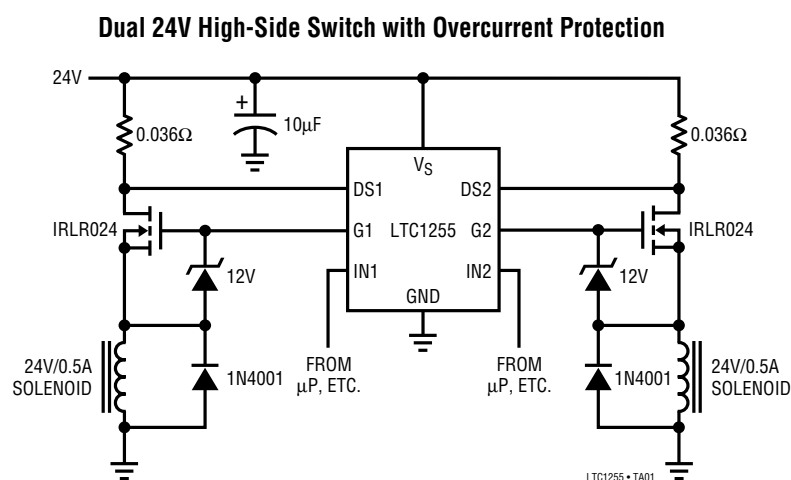 Dual 24V High-Side Switch with Overcurrent Protection
24V
+
10µF
0.036Ω
0.036Ω
VS
DS1
DS2
IRLR024
G1
LTC1255
G2
IRLR024
12V
IN1
IN2
12V
GND
24V/0.5A
SOLENOID
1N4001
FROM
µP, ETC.
FROM
µP, ETC.
1N4001
24V/0.5A
SOLENOID
LTC1255 • TA01